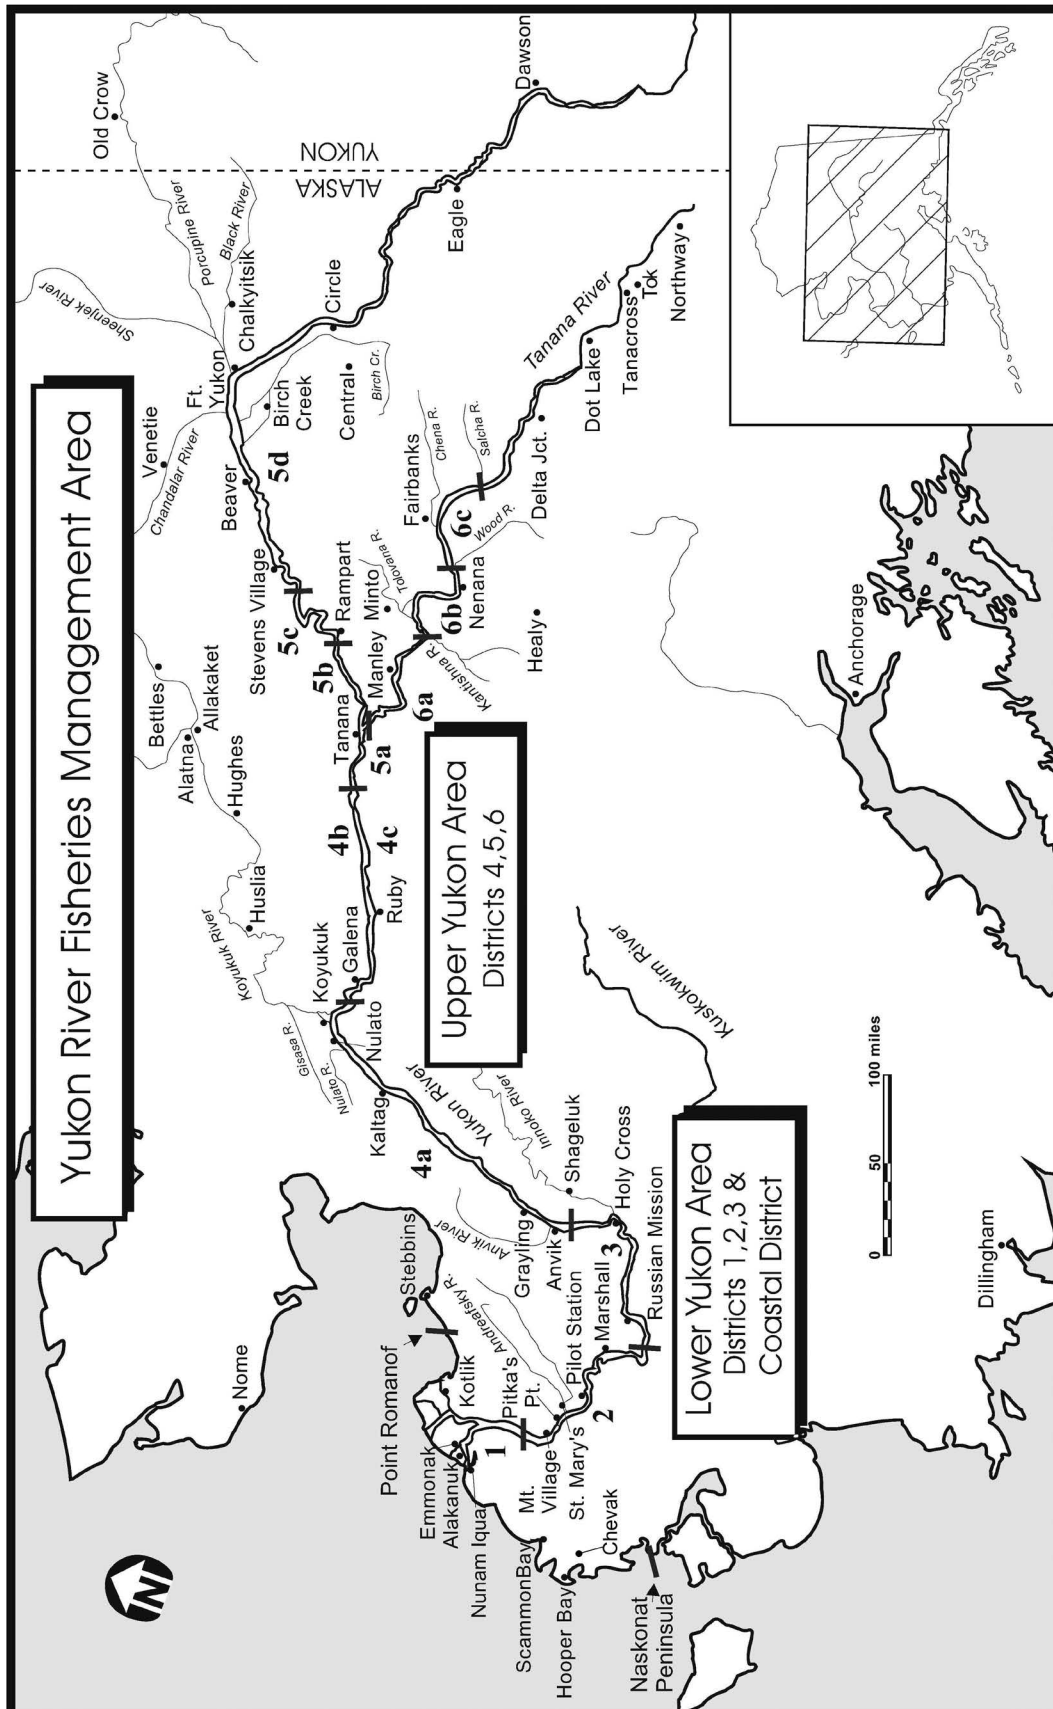 Yukon River Fisheries Management Area
N
Nome
Stebbins
Point Romanof
Kotlik
Emmonak
Alakanuk
Nunam Iqua
1
Mt.
Village
Pitka's
Pt.
St. Mary's
Pilot Station
Andreafsky R.
2
Marshall
ScammonBay
Hooper Bay
Chevak
Naskonat
Peninsula
Russian Mission
3
Holy Cross
Shageluk
Innoko River
Anvik
Grayling
Anvik River
4a
Yukon River
Kaltag
Nulato
Nulato R.
Gisasa R.
Koyukuk
Koyukuk River
Huslia
Hughes
Alatna
Allakaket
Bettles
Galena
Ruby
4b
4c
Tanana
5a
5b
Rampart
5c
Stevens Village
Beaver
5d
Venetie
Chandalar River
Ft.
Yukon
Birch
Creek
Central
Birch Cr.
Circle
Chalkyitsik
Black River
Porcupine River
Sheenjek River
Old Crow
ALASKA
YUKON
Eagle
Dawson
Manley
6a
Minto
Tolovana R.
Kantishna R.
6b
Nenana
Healy
Wood R.
6c
Fairbanks
Chena R.
Salcha R.
Delta Jct.
Tanana River
Dot Lake
Tanacross
Tok
Northway
Upper Yukon Area
Districts 4,5,6
Lower Yukon Area
Districts 1,2,3 &
Coastal District
Kuskokwim River
Anchorage
Dillingham
0 50 100 miles